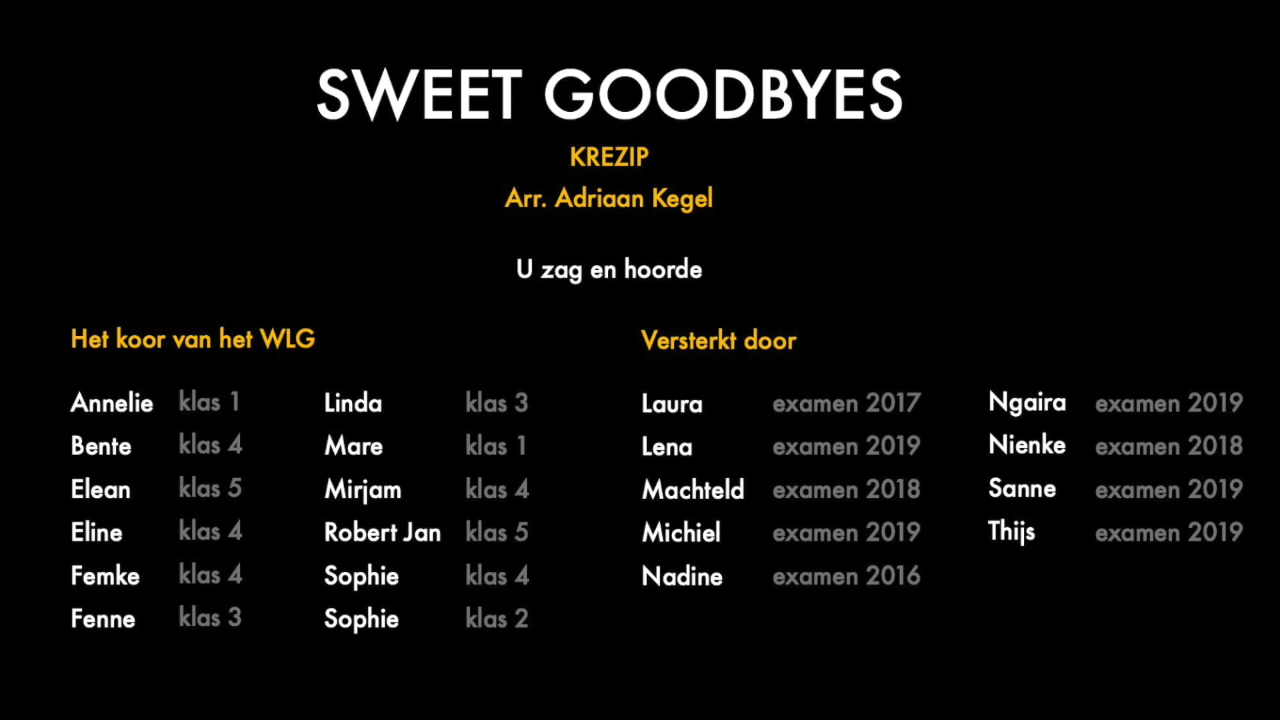 SWEET GOODBYES
KREZIP
Arr. Adriaan Kegel
U zag en hoorde
Het koor van het WLG
Annelie klas 1
Bente klas 4
Elean klas 5
Eline klas 4
Femke klas 4
Fenne klas 3
Linda klas 3
Mare klas 1
Mirjam klas 4
Robert Jan klas 5
Sophie klas 4
Sophie klas 2
Versterkt door
Laura examen 2017
Lena examen 2019
Machteld examen 2018
Michiel examen 2019
Nadine examen 2016
Ngaira examen 2019
Nienke examen 2018
Sanne examen 2019
Thijs examen 2019